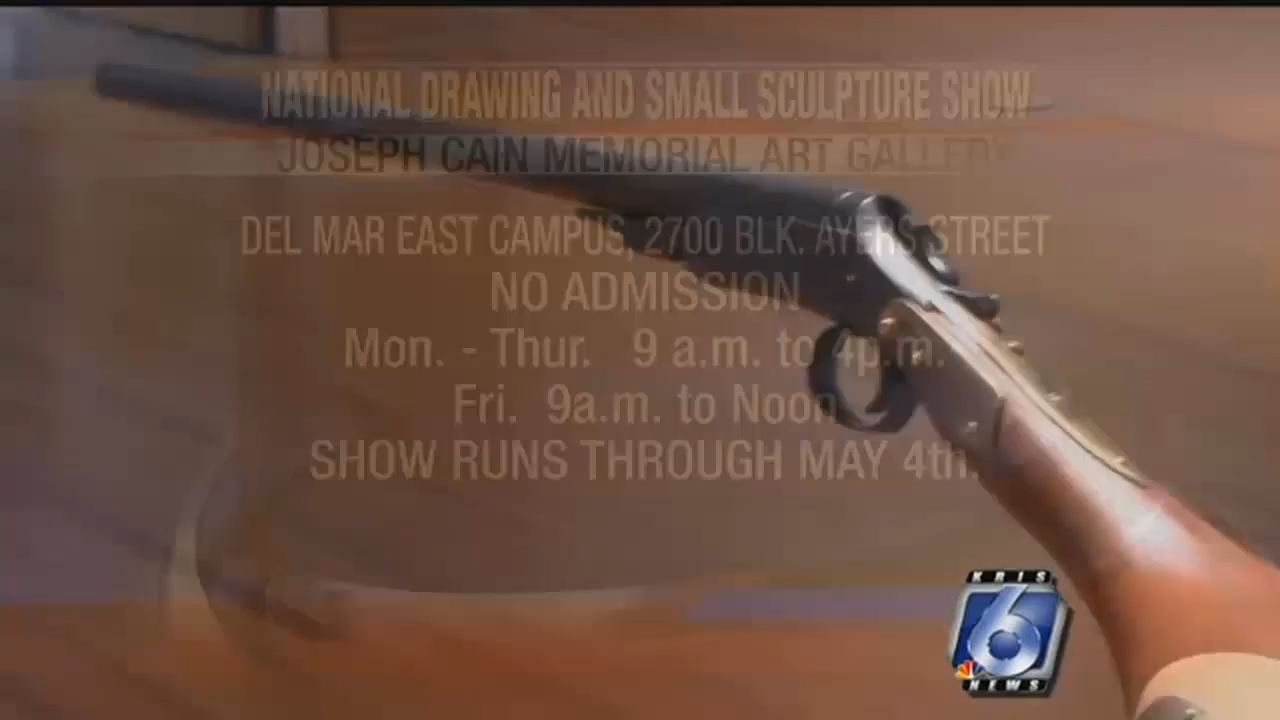 NATIONAL DRAWING AND SMALL SCULPTURE SHOW
JOSEPH CAIN MEMORIAL ART GALLERY
DEL MAR EAST CAMPUS, 2700 BLK. AYERS STREET
NO ADMISSION
Mon. - Thur. 9 a.m. to 4p.m.
Fri. 9a.m. to Noon
SHOW RUNS THROUGH MAY 4th.
KRIS
6
NEWS